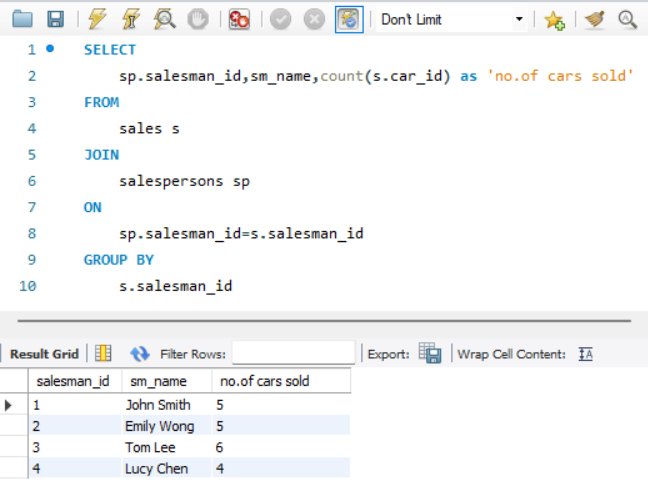 Don't Limit
1 SELECT
2 sp.salesman_id,sm_name,count(s.car_id) as 'no.of cars sold'
3 FROM
4 sales s
5 JOIN
6 salespersons sp
7 ON
8 sp.salesman_id=s.salesman_id
9 GROUP BY
10 s.salesman_id
Result Grid Filter Rows: Export: Wrap Cell Content: IA
salesman_id sm_name no.of cars sold
1 John Smith 5
2 Emily Wong 5
3 Tom Lee 6
4 Lucy Chen 4